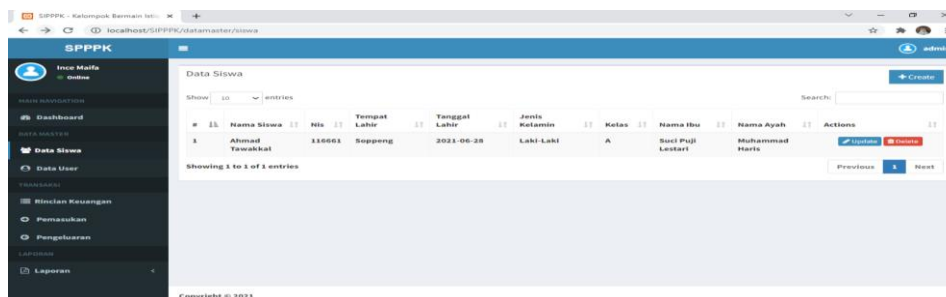 SIPPPK - Kelompok Bermain
localhost/SIPPPK/datamaster/siswa
SPPPK
admin
Ince Maifa
Online
MAIN NAVIGATION
Dashboard
DATA MASTER
Data Siswa
Data User
TRANSAKSI
Rincian Keuangan
Pemasukan
Pengeluaran
LAPORAN
Laporan
Data Siswa
+ Create
Show 10 entries
Search:
# Nama Siswa Nis Tempat Lahir Tanggal Lahir Jenis Kelamin Kelas Nama Ibu Nama Ayah Actions
1 Ahmad Tawakkal 116661 Soppeng 2021-06-28 Laki-Laki A Suci Puji Lestari Muhammad Haris Update Delete
Showing 1 to 1 of 1 entries
Previous 1 Next
Copyright © 2021